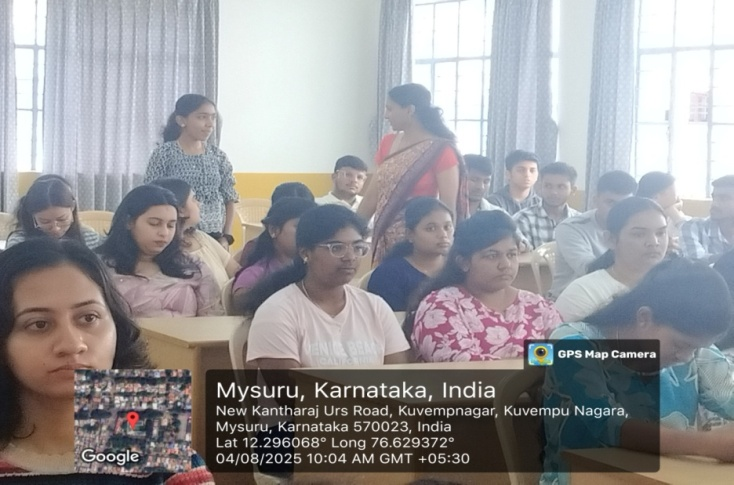 GPS Map Camera
Mysuru, Karnataka, India
New Kantharaj Urs Road, Kuvempnagar, Kuvempu Nagara,
Mysuru, Karnataka 570023, India
Lat 12.296068° Long 76.629372°
04/08/2025 10:04 AM GMT +05:30
Google